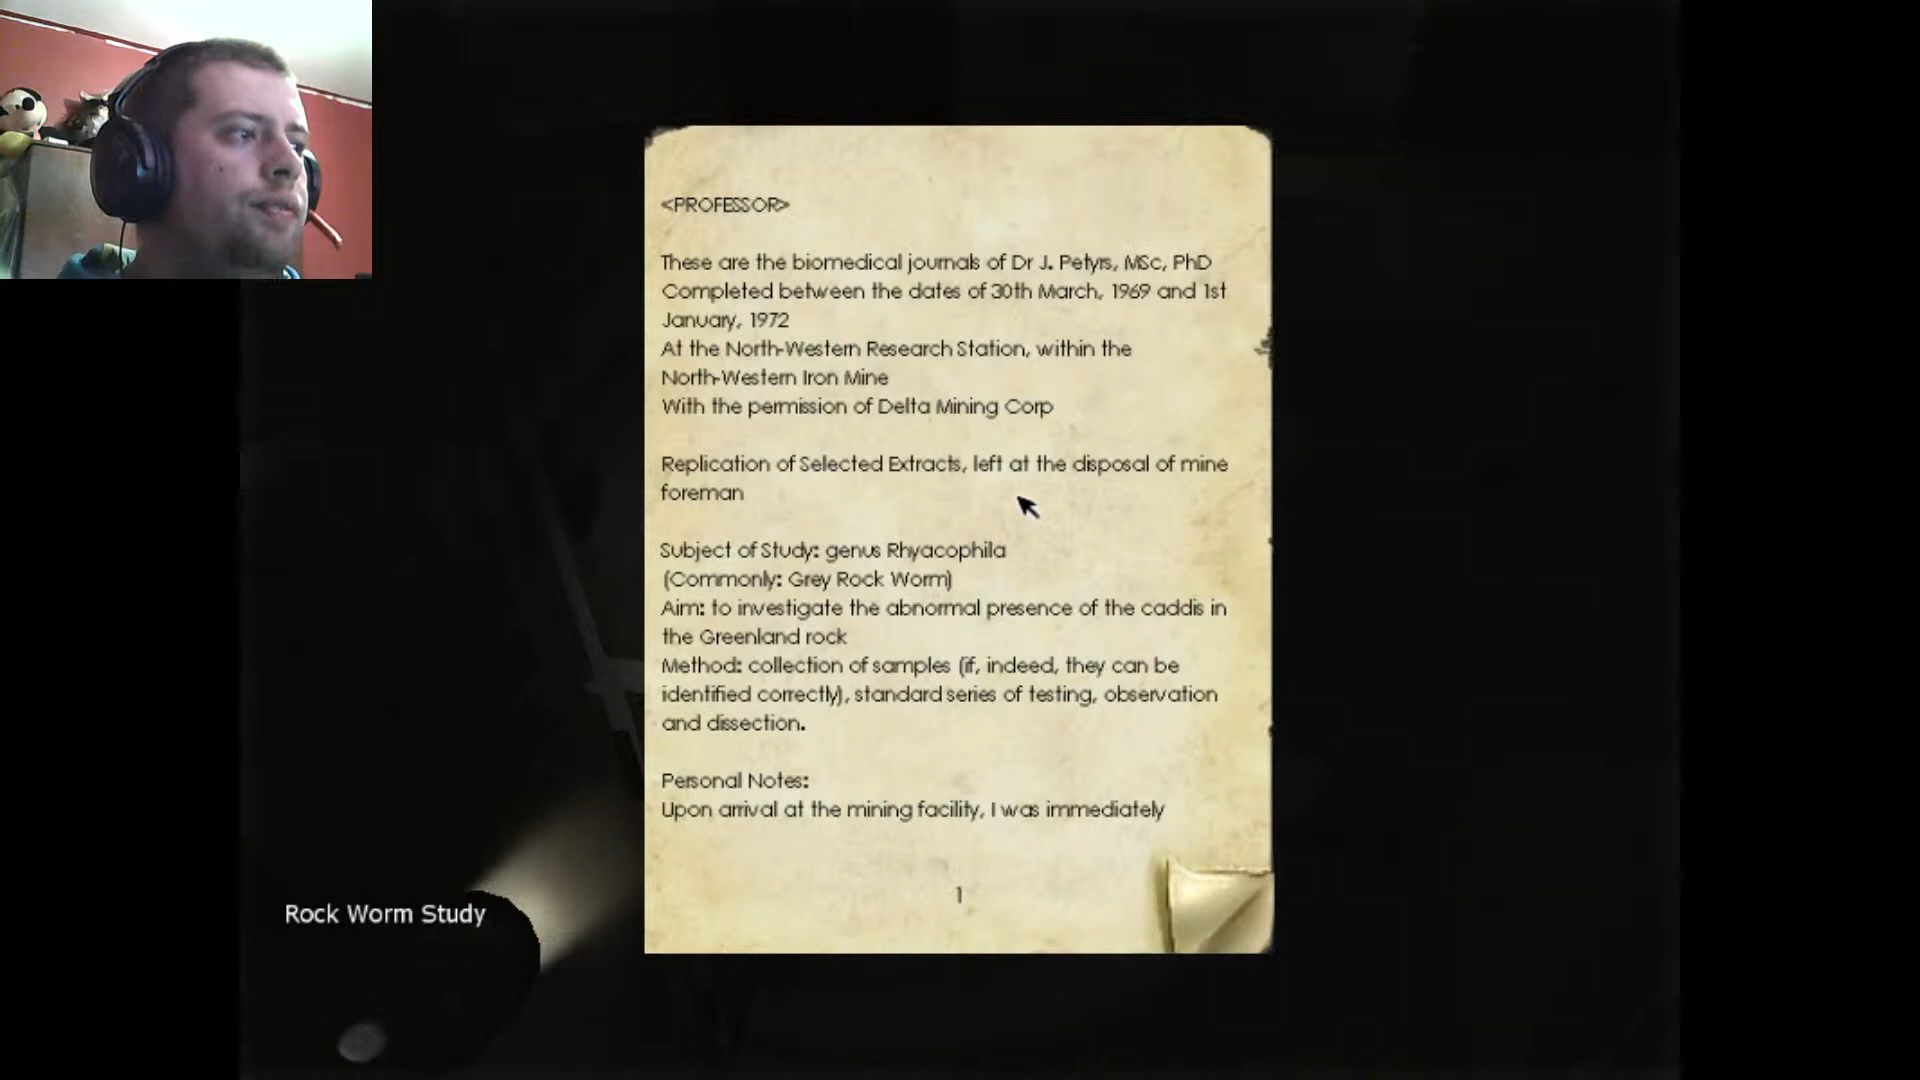 <PROFESSOR>
These are the biomedical journals of Dr J. Petyrs, MSc, PhD
Completed between the dates of 30th March, 1969 and 1st
January, 1972
At the North-Western Research Station, within the
North-Western Iron Mine
With the permission of Delta Mining Corp
Replication of Selected Extracts, left at the disposal of mine
foreman
Subject of Study: genus Rhyacophila
(Commonly: Grey Rock Worm)
Aim: to investigate the abnormal presence of the caddis in
the Greenland rock
Method: collection of samples (if, indeed, they can be
identified correctly), standard series of testing, observation
and dissection.
Personal Notes:
Upon arrival at the mining facility, I was immediately
1
Rock Worm Study